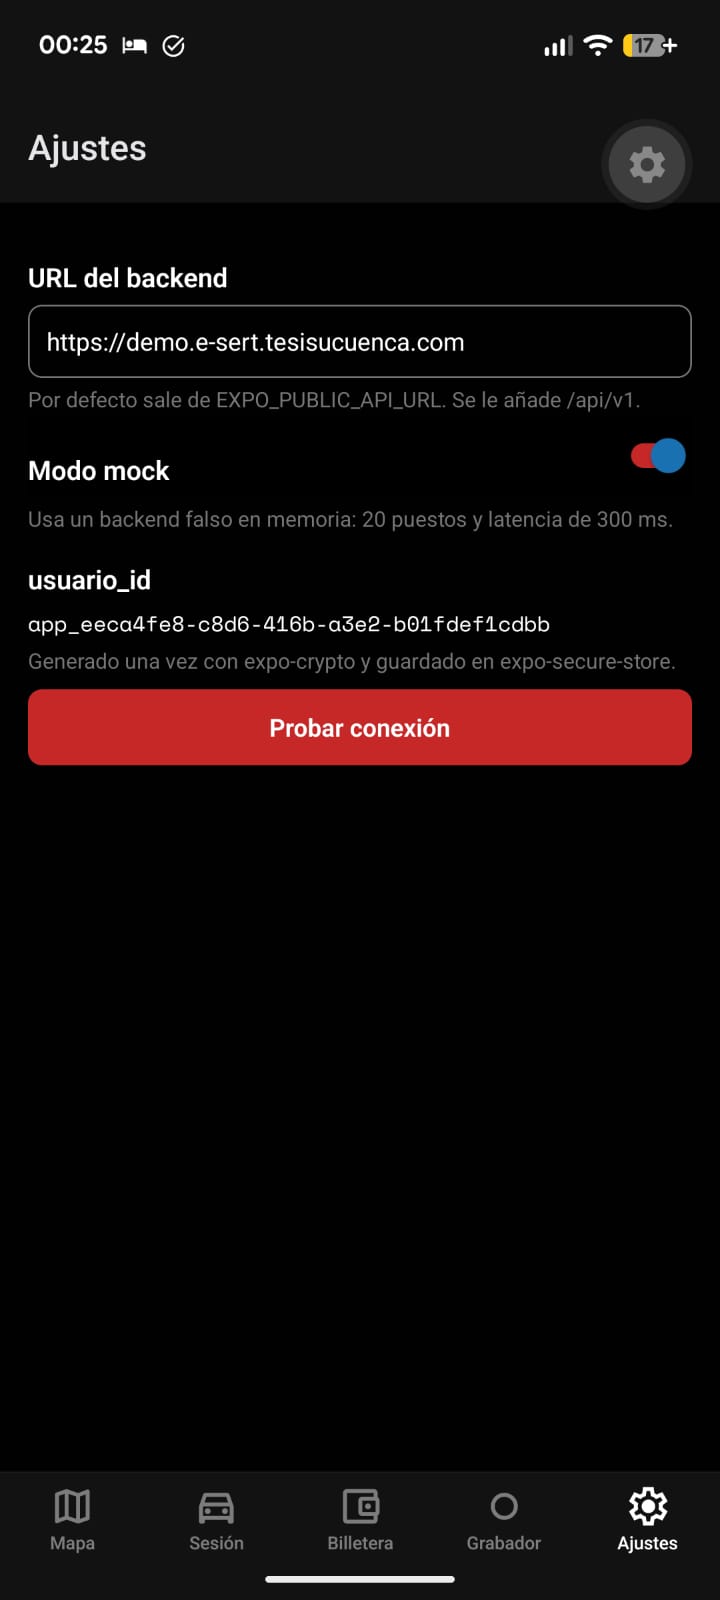 00:25
17
Ajustes
URL del backend
https://demo.e-sert.tesisucuenca.com
Por defecto sale de EXPO_PUBLIC_API_URL. Se le añade /api/v1.
Modo mock
Usa un backend falso en memoria: 20 puestos y latencia de 300 ms.
usuario_id
app_eeca4fe8-c8d6-416b-a3e2-b01fdef1cdbb
Generado una vez con expo-crypto y guardado en expo-secure-store.
Probar conexión
Mapa
Sesión
Billetera
Grabador
Ajustes